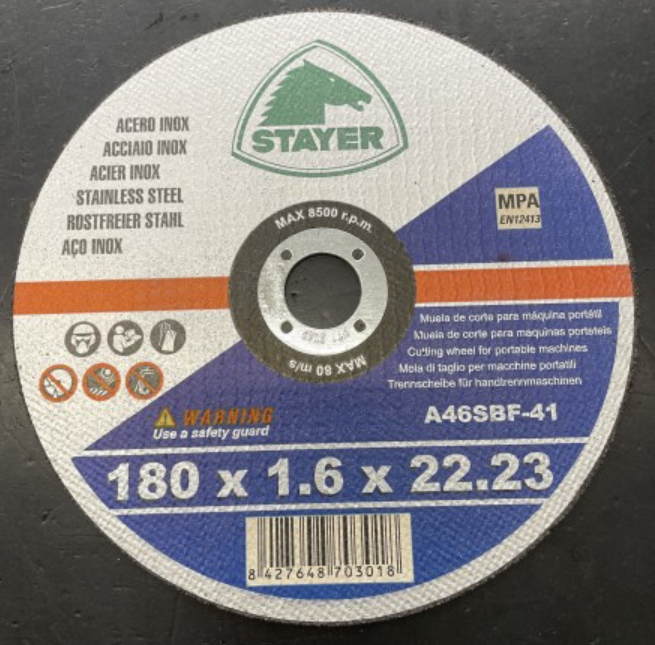 STAYER
ACERO INOX
ACCIAIO INOX
ACIER INOX
STAINLESS STEEL
ROSTFREIER STAHL
AÇO INOX
MPA
EN12413
MAX 8500 r.p.m.
MAX 80 m/s
Muela de corte para máquina portátil
Muela de corte para maquinas portateis
Cutting wheel for portable machines
Mola di taglio per macchine portatili
Trennscheibe für handtrennmaschinen
A46SBF-41
WARNING
Use a safety guard
180 x 1.6 x 22.23
8 427648 703018